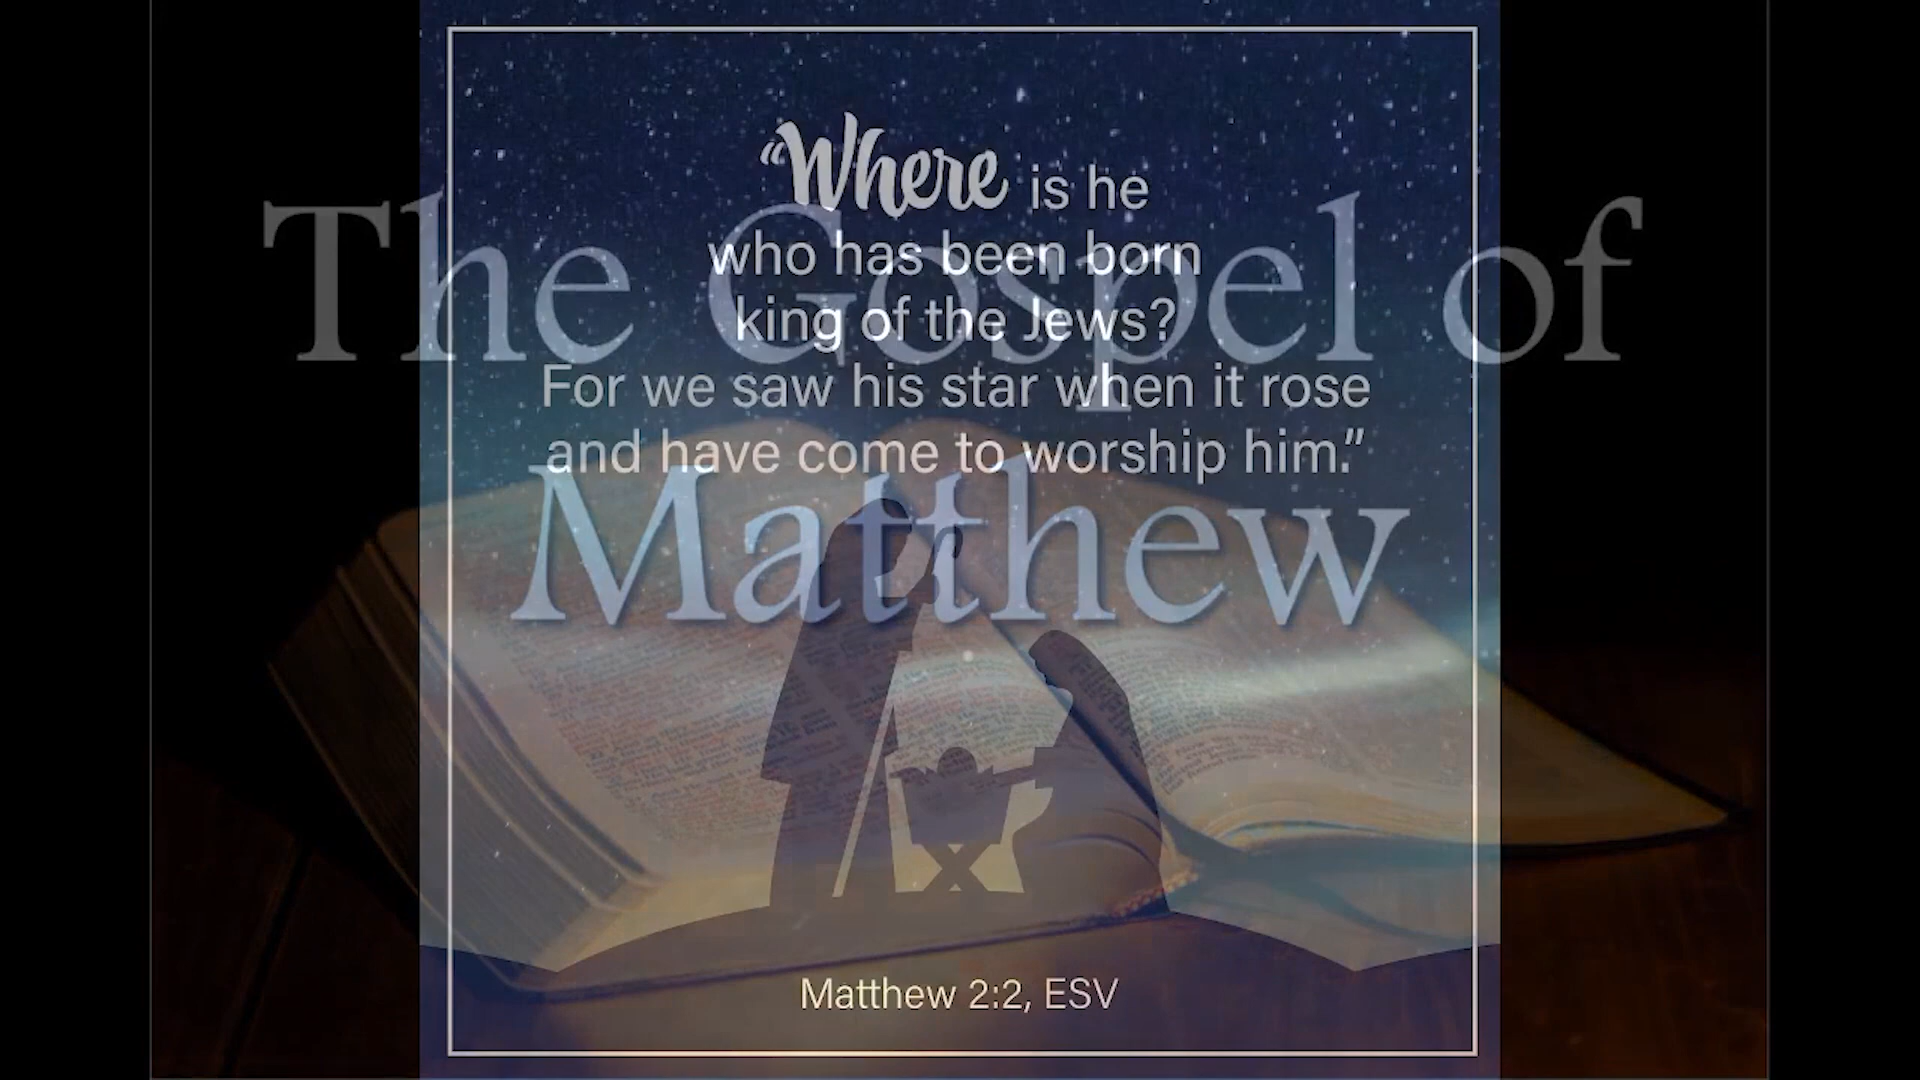 “Where is he
who has been born
king of the Jews?
For we saw his star when it rose
and have come to worship him.”
Matthew 2:2, ESV
The Gospel of
Matthew